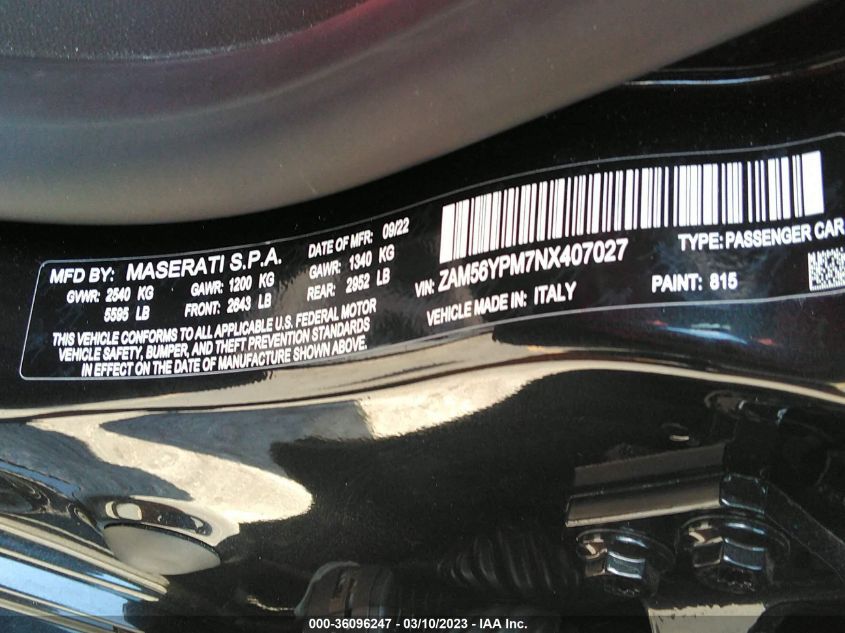 MFD BY: MASERATI S.P.A. DATE OF MFR: 09/22
GVWR: 2540 KG GAWR: 1200 KG GAWR: 1340 KG
5595 LB FRONT: 2643 LB REAR: 2952 LB
THIS VEHICLE CONFORMS TO ALL APPLICABLE U.S. FEDERAL MOTOR
VEHICLE SAFETY, BUMPER, AND THEFT PREVENTION STANDARDS
IN EFFECT ON THE DATE OF MANUFACTURE SHOWN ABOVE.
VIN: ZAM56YPM7NX407027 TYPE: PASSENGER CAR
VEHICLE MADE IN: ITALY PAINT: 815
000-36096247 - 03/10/2023 - IAA Inc.